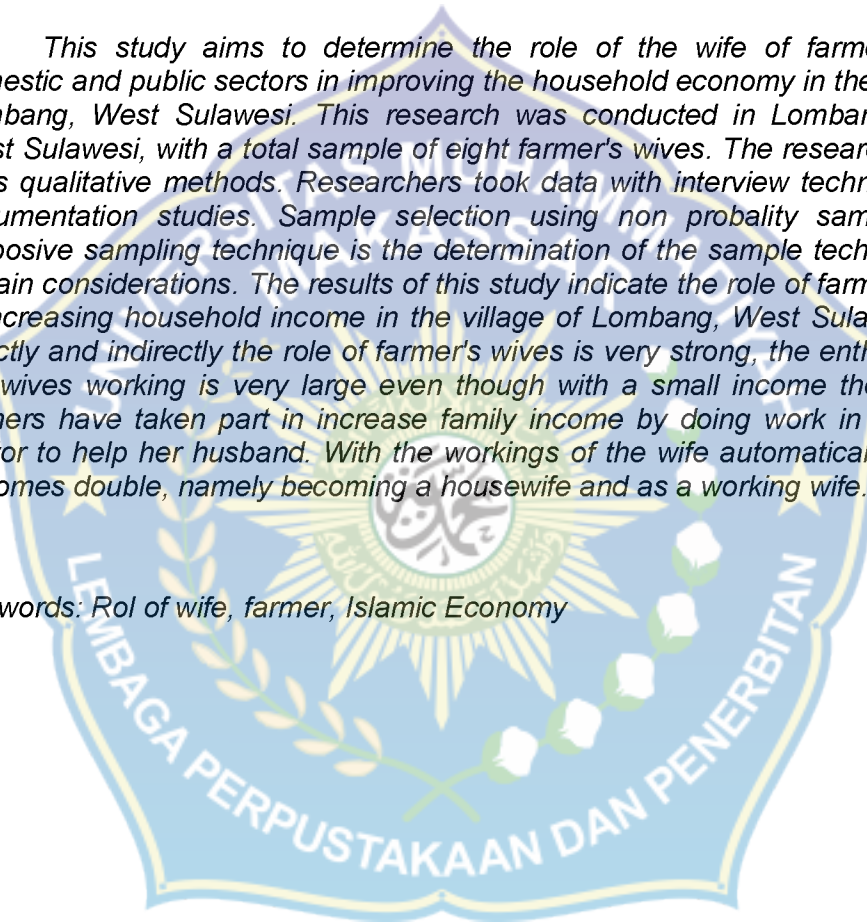 This study aims to determine the role of the wife of farme
nestic and public sectors in improving the household economy in the
nbang, West Sulawesi. This research was conducted in Lomban
st Sulawesi, with a total sample of eight farmer's wives. The resear
s qualitative methods. Researchers took data with interview techn
umentation studies. Sample selection using non probality sam
posive sampling technique is the determination of the sample tech
ain considerations. The results of this study indicate the role of farm
ncreasing household income in the village of Lombang, West Sula
ctly and indirectly the role of farmer's wives is very strong, the enth
wives working is very large even though with a small income the
ners have taken part in increase family income by doing work in
tor to help her husband. With the workings of the wife automatical
omes double, namely becoming a housewife and as a working wife.
words: Rol of wife, farmer, Islamic Economy
UNIVERSITAS MUHAMMADIYAH
MAKASSAR
محمد
LEMBAGA PERPUSTAKAAN DAN PENERBITAN